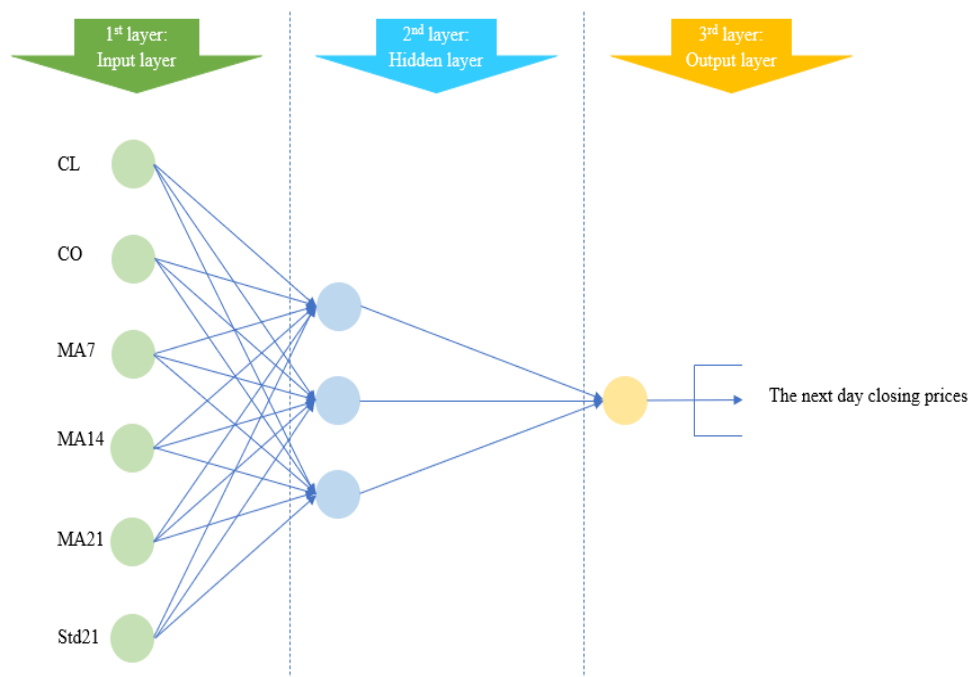 1st layer:
Input layer
2nd layer:
Hidden layer
3rd layer:
Output layer
CL
CO
MA7
MA14
MA21
Std21
The next day closing prices